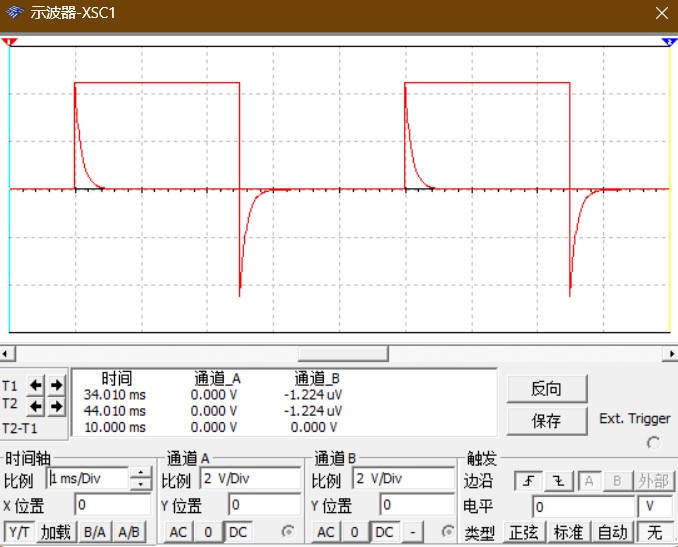 示波器-XSC1
1
2
时间 通道_A 通道_B
T1 34.010 ms 0.000 V -1.224 uV
T2 44.010 ms 0.000 V -1.224 uV
T2-T1 10.000 ms 0.000 V 0.000 V
反向
保存
Ext. Trigger
时间轴 通道 A 通道 B 触发
比例 1 ms/Div 比例 2 V/Div 比例 2 V/Div 边沿 A B 外部
X 位置 0 Y 位置 0 Y 位置 0 电平 0 V
Y/T 加载 B/A A/B AC 0 DC AC 0 DC - 类型 正弦 标准 自动 无